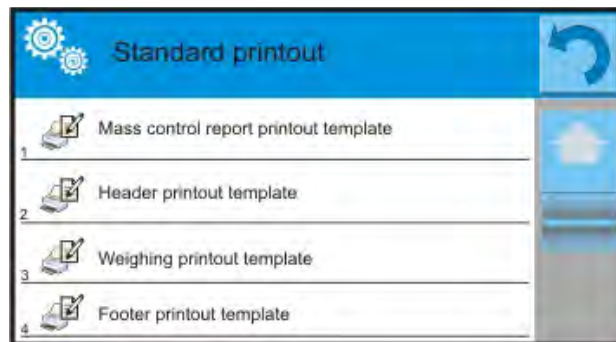 Standard printout
1 Mass control report printout template
2 Header printout template
3 Weighing printout template
4 Footer printout template